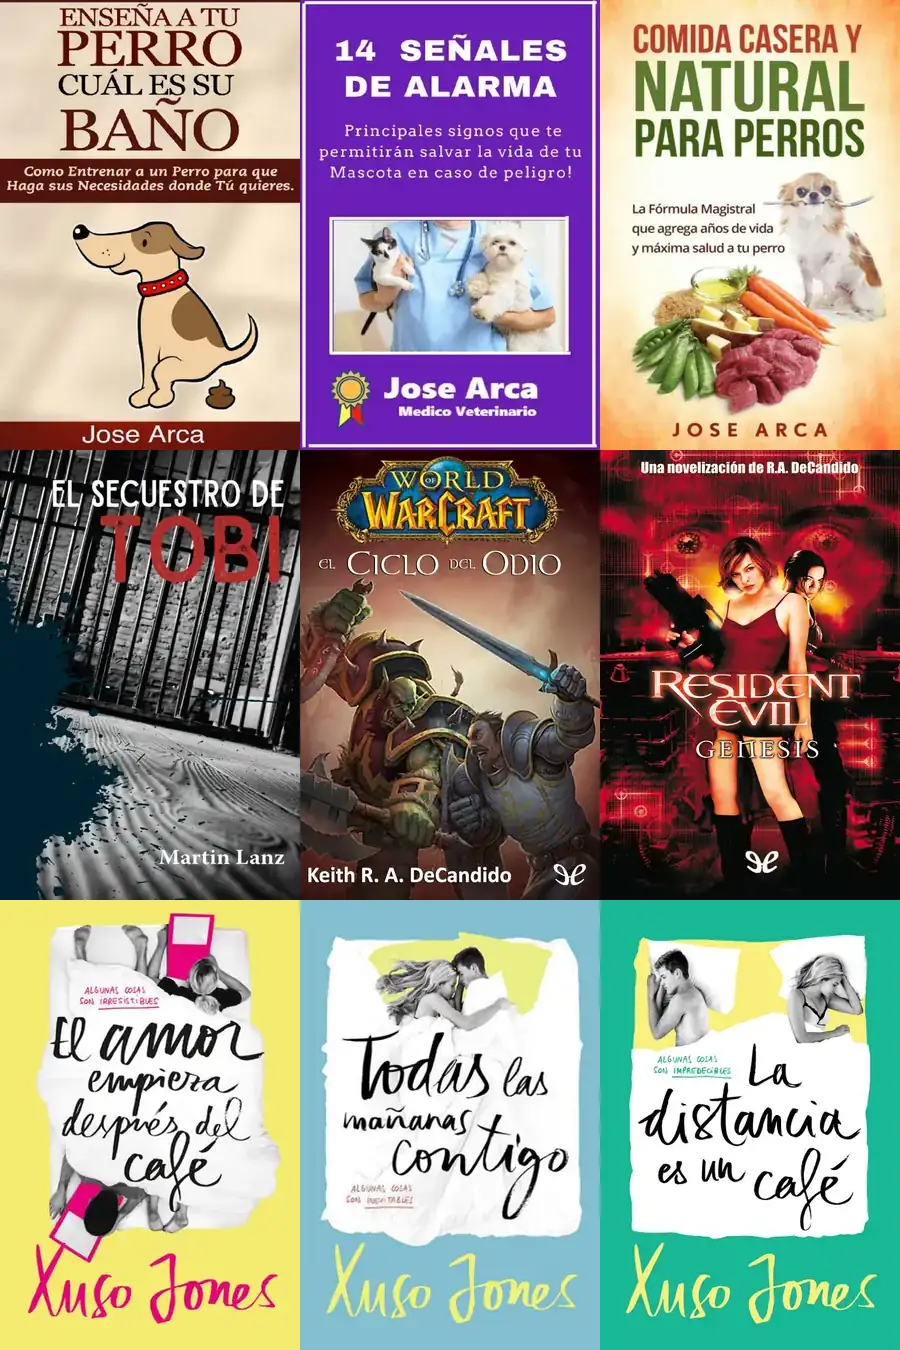 ENSEÑA A TU
PERRO
CUÁL ES SU
BAÑO
Como Entrenar a un Perro para que
Haga sus Necesidades donde Tú quieres.
Jose Arca
14 SEÑALES
DE ALARMA
Principales signos que te
permitirán salvar la vida de tu
Mascota en caso de peligro!
Jose Arca
Medico Veterinario
COMIDA CASERA Y
NATURAL
PARA PERROS
La Fórmula Magistral
que agrega años de vida
y máxima salud a tu perro
JOSE ARCA
EL SECUESTRO DE
TOBI
Martin Lanz
WORLD
OF
WARCRAFT
EL CICLO DEL ODIO
Keith R. A. DeCandido
Una novelización de R.A. DeCandido
RESIDENT
EVIL
GENESIS
ALGUNAS COSAS
SON IRRESISTIBLES
El amor
empieza
después del
café
Xuso Jones
Todas las
mañanas
contigo
ALGUNAS COSAS
SON INEVITABLES
Xuso Jones
ALGUNAS COSAS
SON IMPREDECIBLES
La
distancia
es un
café
Xuso Jones